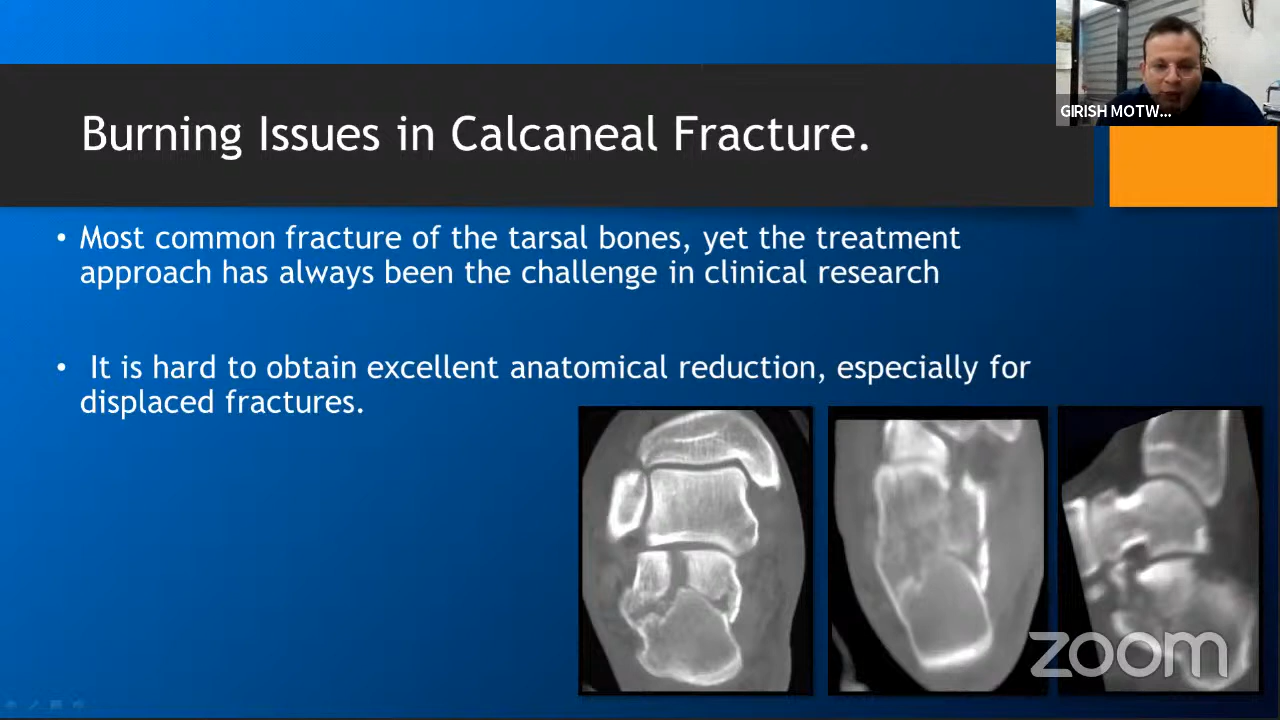 GIRISH MOTW...
Burning Issues in Calcaneal Fracture.
• Most common fracture of the tarsal bones, yet the treatment
approach has always been the challenge in clinical research
• It is hard to obtain excellent anatomical reduction, especially for
displaced fractures.
zoom